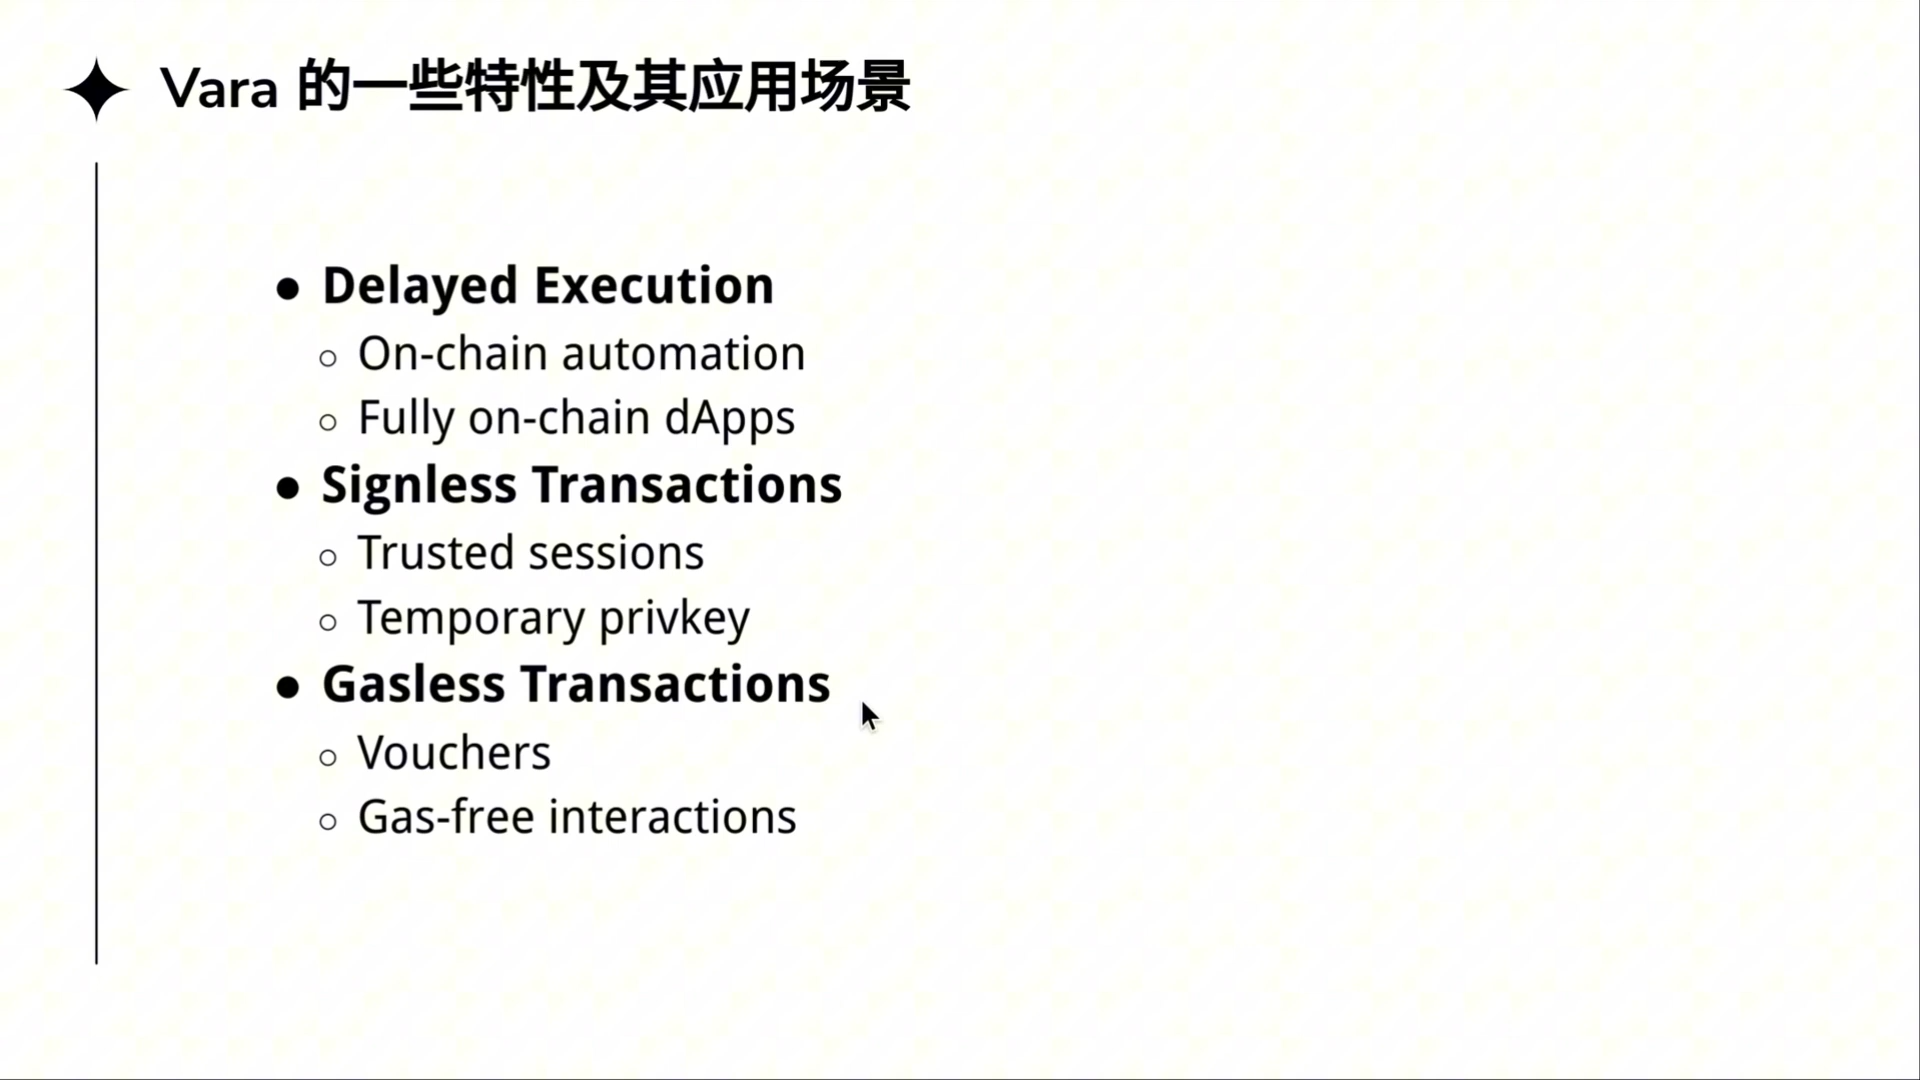 Vara 的一些特性及其应用场景
● Delayed Execution
○ On-chain automation
○ Fully on-chain dApps
● Signless Transactions
○ Trusted sessions
○ Temporary privkey
● Gasless Transactions
○ Vouchers
○ Gas-free interactions